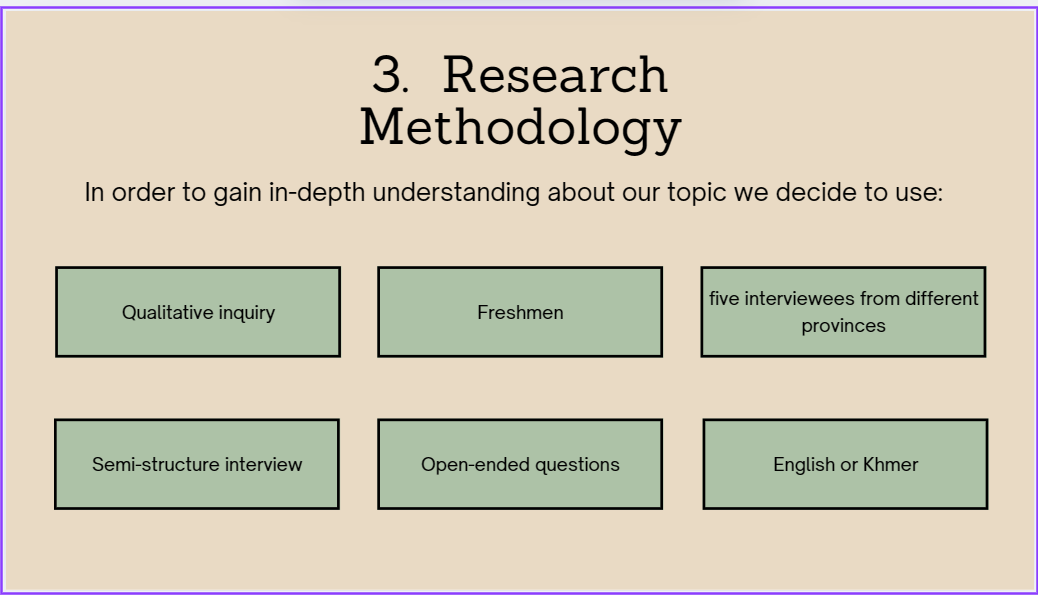 3. Research
Methodology
In order to gain in-depth understanding about our topic we decide to use:
Qualitative inquiry
Freshmen
five interviewees from different
provinces
Semi-structure interview
Open-ended questions
English or Khmer